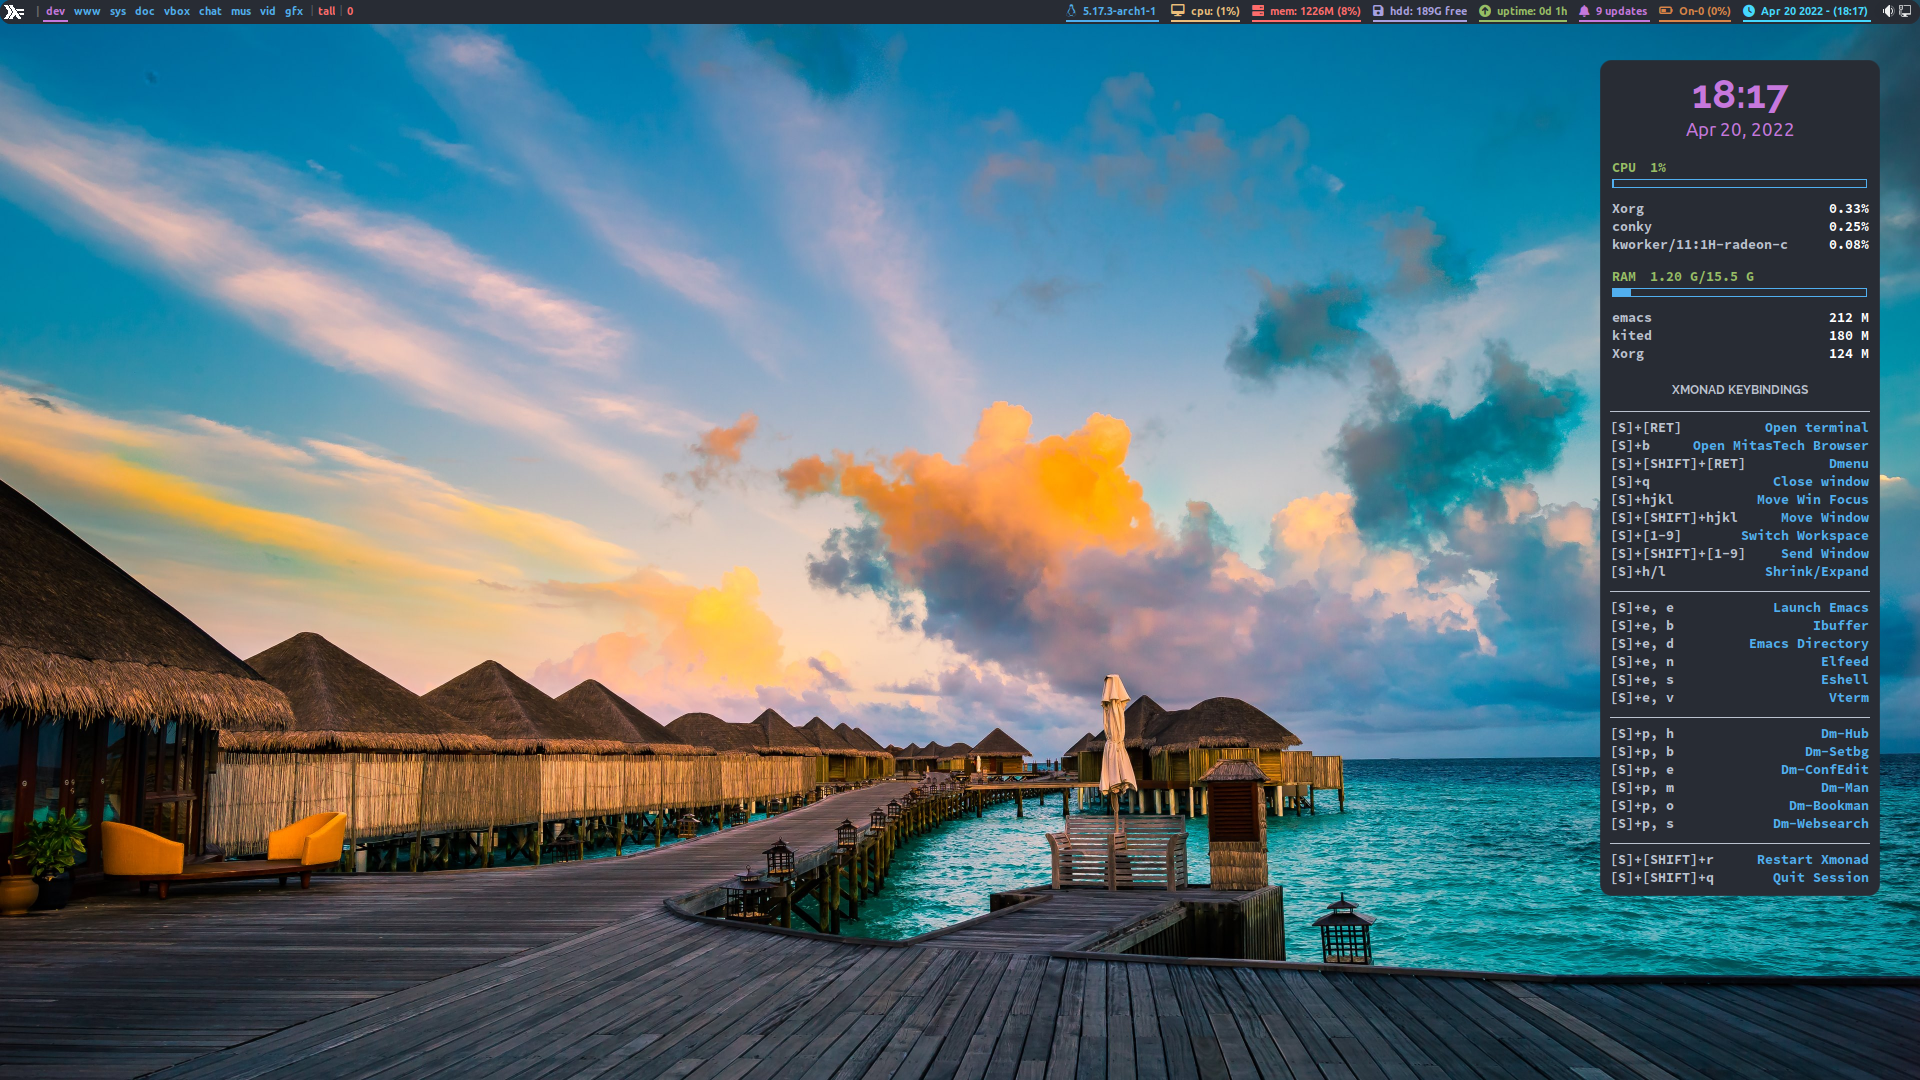 dev www sys doc vbox chat mus vid gfx | tall | 0 5.17.3-arch1-1 cpu: (1%) mem: 1226M (8%) hdd: 189G free uptime: 0d 1h 9 updates On-0 (0%) Apr 20 2022 - (18:17)
18:17
Apr 20, 2022
CPU 1%
Xorg 0.33%
conky 0.25%
kworker/11:1H-radeon-c 0.08%
RAM 1.20 G/15.5 G
emacs 212 M
kited 180 M
Xorg 124 M
XMONAD KEYBINDINGS
[S]+[RET] Open terminal
[S]+b Open MitasTech Browser
[S]+[SHIFT]+[RET] Dmenu
[S]+q Close window
[S]+hjkl Move Win Focus
[S]+[SHIFT]+hjkl Move Window
[S]+[1-9] Switch Workspace
[S]+[SHIFT]+[1-9] Send Window
[S]+h/l Shrink/Expand
[S]+e, e Launch Emacs
[S]+e, b Ibuffer
[S]+e, d Emacs Directory
[S]+e, n Elfeed
[S]+e, s Eshell
[S]+e, v Vterm
[S]+p, h Dm-Hub
[S]+p, b Dm-Setbg
[S]+p, e Dm-ConfEdit
[S]+p, m Dm-Man
[S]+p, o Dm-Bookman
[S]+p, s Dm-Websearch
[S]+[SHIFT]+r Restart Xmonad
[S]+[SHIFT]+q Quit Session